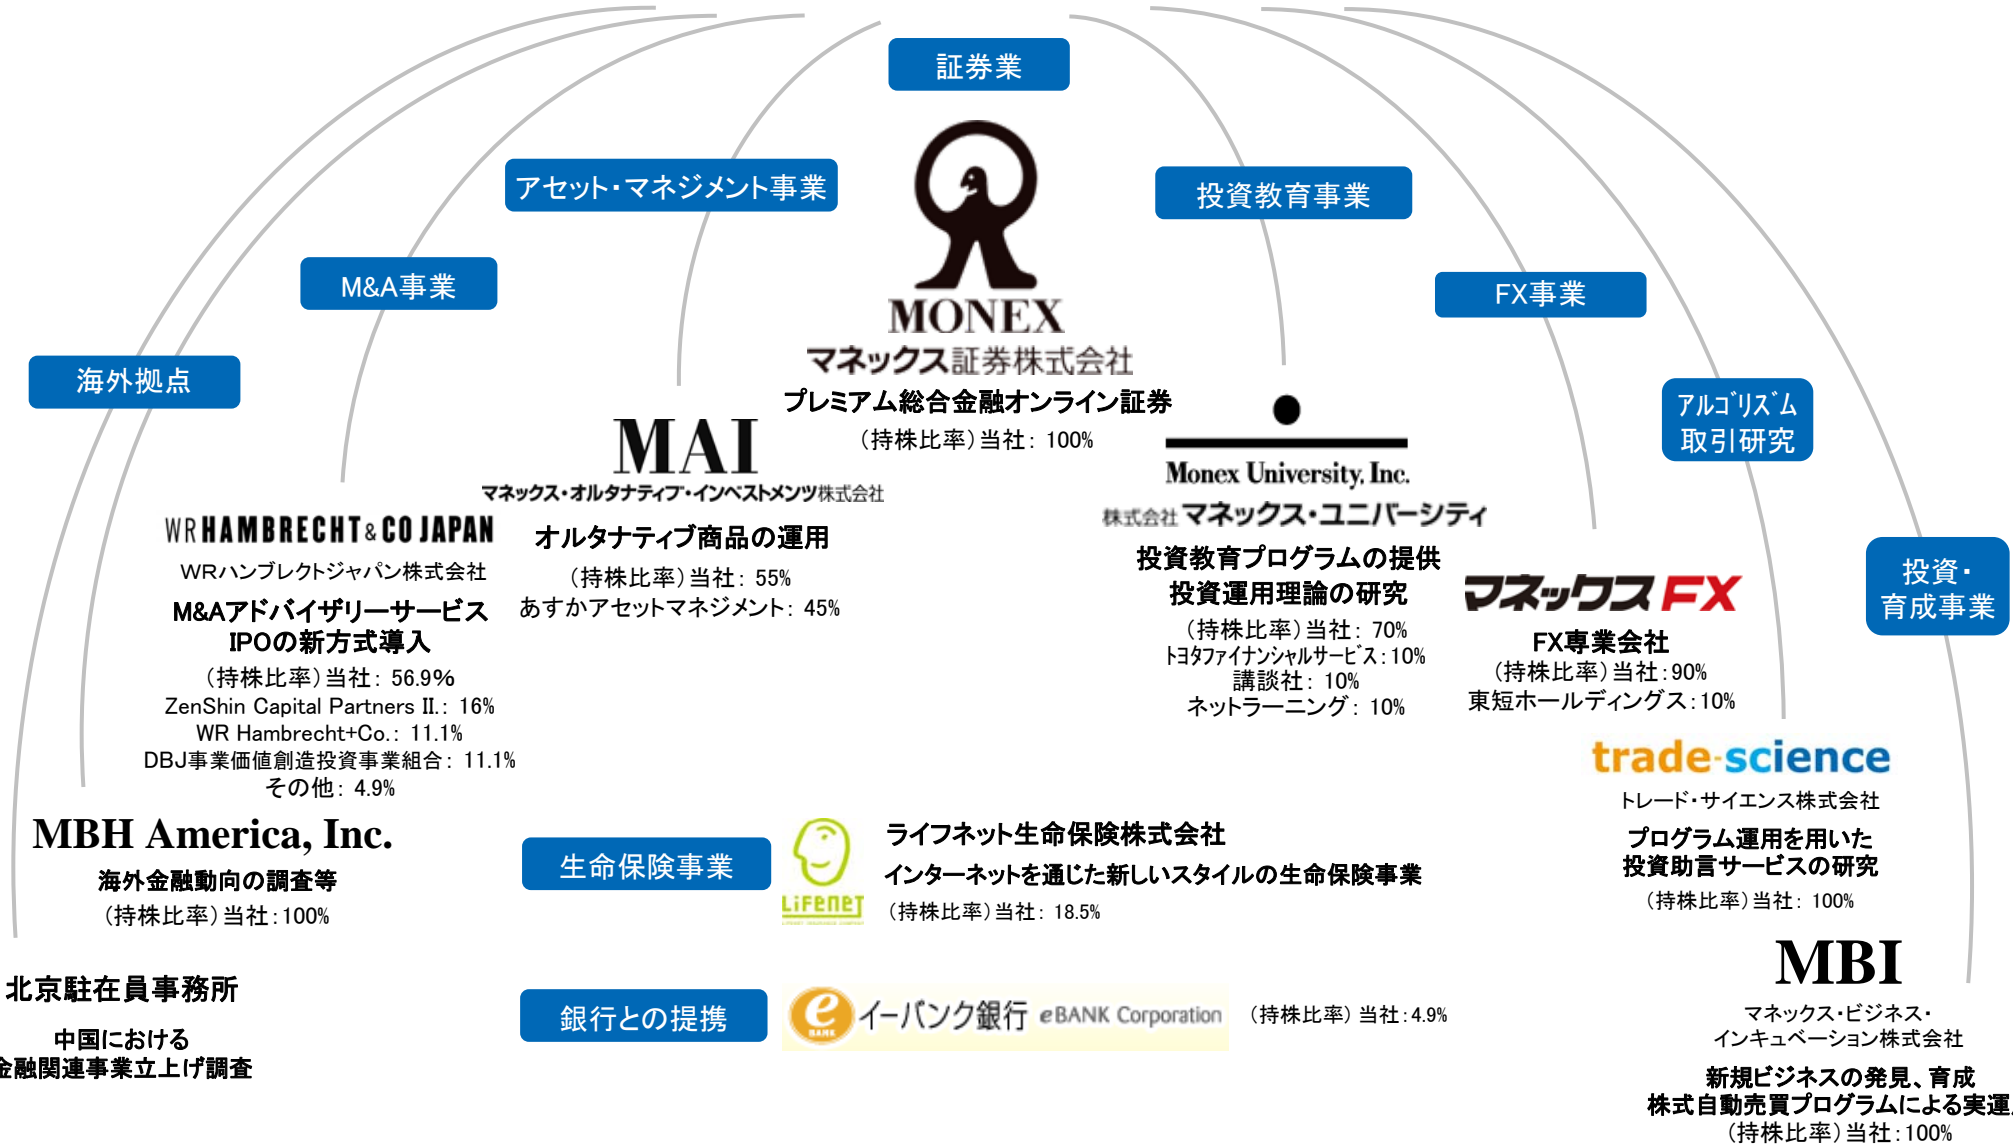 証券業
MONEX
マネックス証券株式会社
プレミアム総合金融オンライン証券
(持株比率)当社: 100%
アセット・マネジメント事業
MAI
マネックス・オルタナティブ・インベストメンツ株式会社
オルタナティブ商品の運用
(持株比率)当社: 55%
あすかアセットマネジメント: 45%
M&A事業
WR HAMBRECHT & CO JAPAN
WRハンブレクトジャパン株式会社
M&Aアドバイザリーサービス
IPOの新方式導入
(持株比率)当社: 56.9%
ZenShin Capital Partners II.: 16%
WR Hambrecht+Co.: 11.1%
DBJ事業価値創造投資事業組合: 11.1%
その他: 4.9%
海外拠点
MBH America, Inc.
海外金融動向の調査等
(持株比率)当社:100%
北京駐在員事務所
中国における
金融関連事業立上げ調査
投資教育事業
Monex University, Inc.
株式会社マネックス・ユニバーシティ
投資教育プログラムの提供
投資運用理論の研究
(持株比率)当社: 70%
トヨタファイナンシャルサービス:10%
講談社: 10%
ネットラーニング: 10%
FX事業
マネックスFX
FX専業会社
(持株比率)当社:90%
東短ホールディングス:10%
アルゴリズム
取引研究
trade-science
トレード・サイエンス株式会社
プログラム運用を用いた
投資助言サービスの研究
(持株比率)当社: 100%
投資・
育成事業
MBI
マネックス・ビジネス・
インキュベーション株式会社
新規ビジネスの発見、育成
株式自動売買プログラムによる実運
(持株比率)当社:100%
生命保険事業
LiFENET
ライフネット生命保険株式会社
インターネットを通じた新しいスタイルの生命保険事業
(持株比率)当社: 18.5%
銀行との提携
e BANK
イーバンク銀行 eBANK Corporation
(持株比率) 当社:4.9%